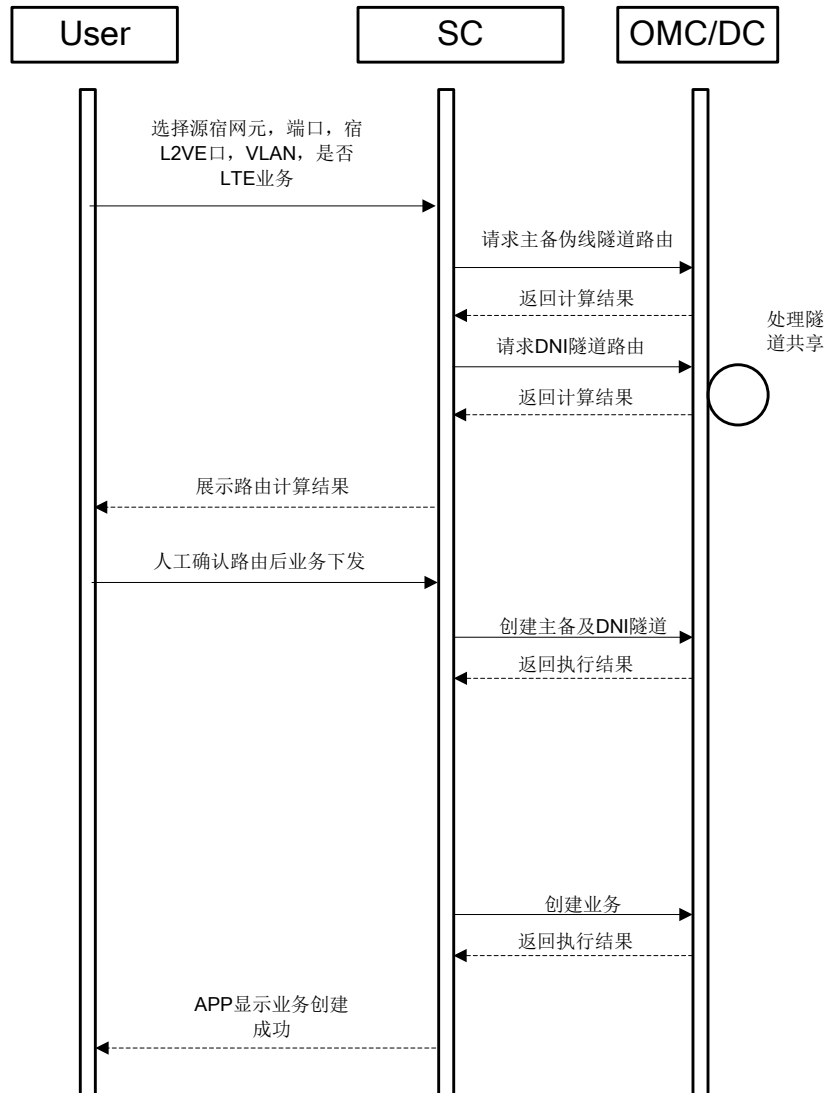 User
SC
OMC/DC
选择源宿网元，端口，宿
L2VE口，VLAN，是否
LTE业务
请求主备伪线隧道路由
返回计算结果
处理隧
道共享
请求DNI隧道路由
返回计算结果
展示路由计算结果
人工确认路由后业务下发
创建主备及DNI隧道
返回执行结果
创建业务
返回执行结果
APP显示业务创建
成功